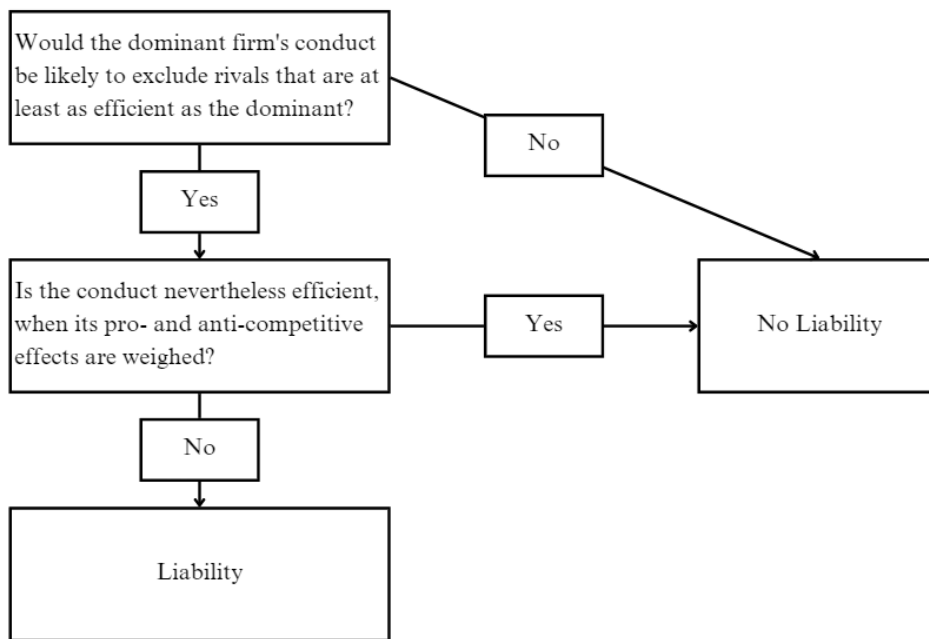 Would the dominant firm's conduct
be likely to exclude rivals that are at
least as efficient as the dominant?
No
Yes
Is the conduct nevertheless efficient,
when its pro- and anti-competitive
effects are weighed?
Yes
No Liability
No
Liability